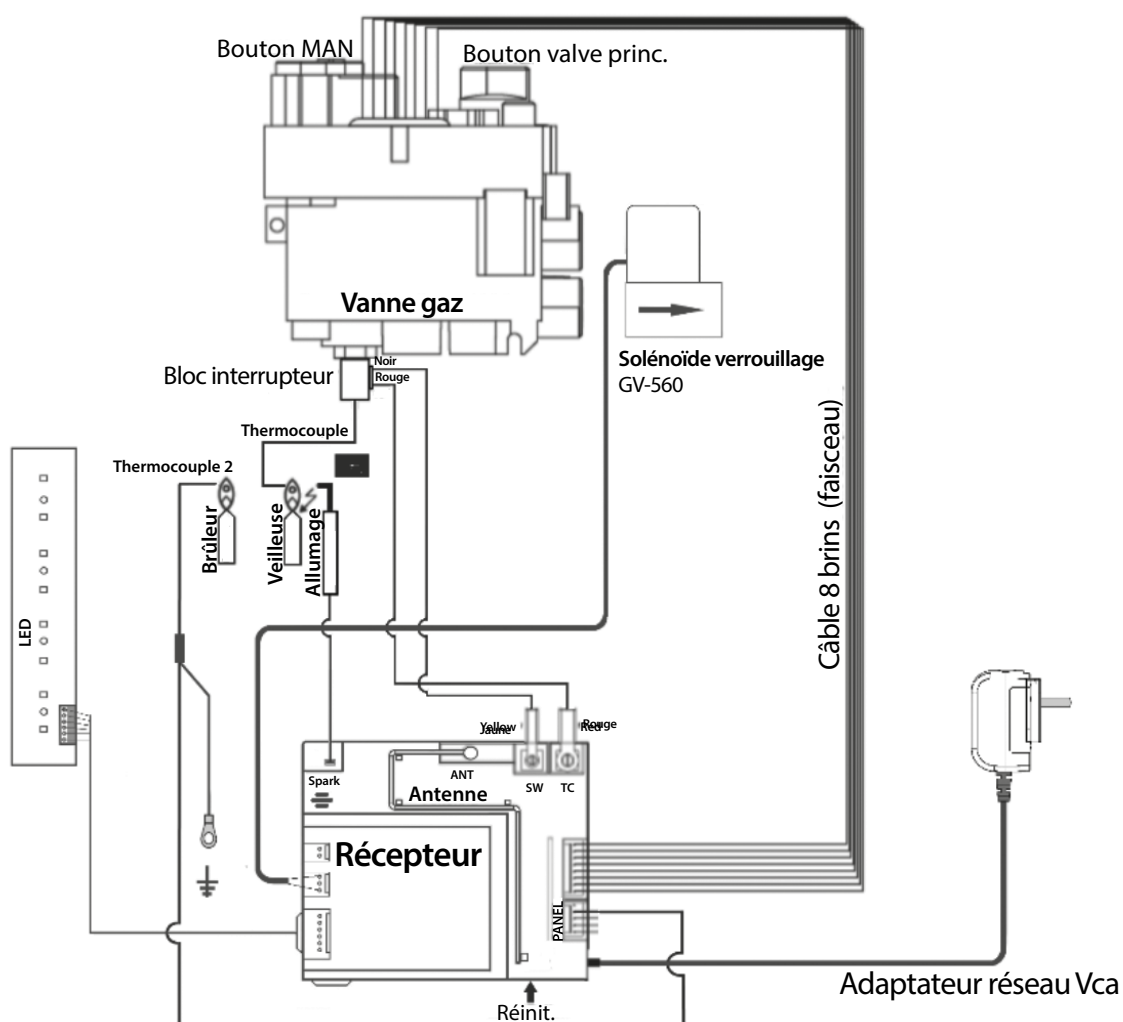 Bouton MAN
Bouton valve princ.
Vanne gaz
Solénoïde verrouillage
GV-560
Noir
Rouge
Bloc interrupteur
Thermocouple
Thermocouple 2
Brûleur
Veilleuse
Allumage
LED
Câble 8 brins (faisceau)
Yellow
Jaune
Rouge
Red
Spark
ANT
SW
TC
Antenne
Récepteur
PANEL
Adaptateur réseau Vca
Réinit.